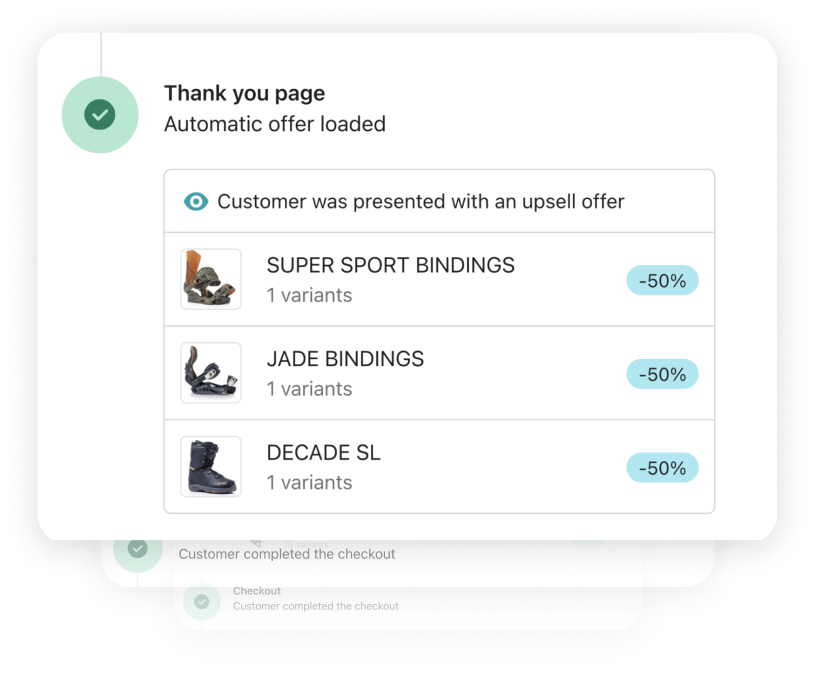 Thank you page
Automatic offer loaded
Customer was presented with an upsell offer
SUPER SPORT BINDINGS
1 variants
-50%
JADE BINDINGS
1 variants
-50%
DECADE SL
1 variants
-50%
Customer completed the checkout
Checkout
Customer completed the checkout